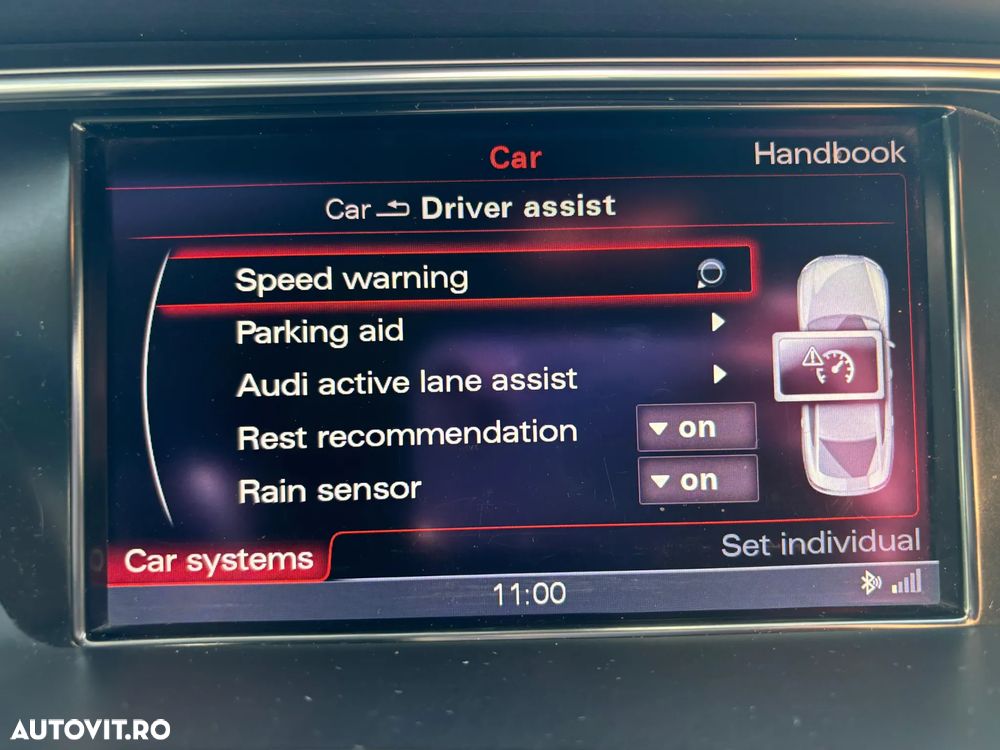 Car
Handbook
Car Driver assist
Speed warning
Parking aid
Audi active lane assist
Rest recommendation on
Rain sensor on
Set individual
Car systems
11:00
AUTOVIT.RO